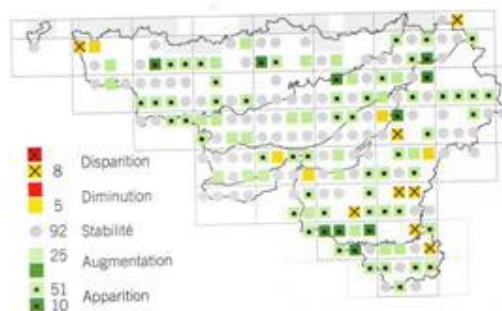 8 Disparition
5 Diminution
92 Stabilité
25 Augmentation
51 Apparition
10